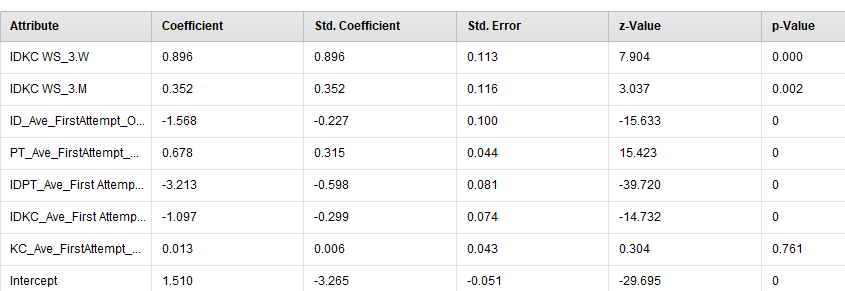 Attribute Coefficient Std. Coefficient Std. Error z-Value p-Value
IDKC WS_3.W 0.896 0.896 0.113 7.904 0.000
IDKC WS_3.M 0.352 0.352 0.116 3.037 0.002
ID_Ave_FirstAttempt_O... -1.568 -0.227 0.100 -15.633 0
PT_Ave_FirstAttempt_... 0.678 0.315 0.044 15.423 0
IDPT_Ave_First Attemp... -3.213 -0.598 0.081 -39.720 0
IDKC_Ave_First Attemp... -1.097 -0.299 0.074 -14.732 0
KC_Ave_FirstAttempt_... 0.013 0.006 0.043 0.304 0.761
Intercept 1.510 -3.265 -0.051 -29.695 0